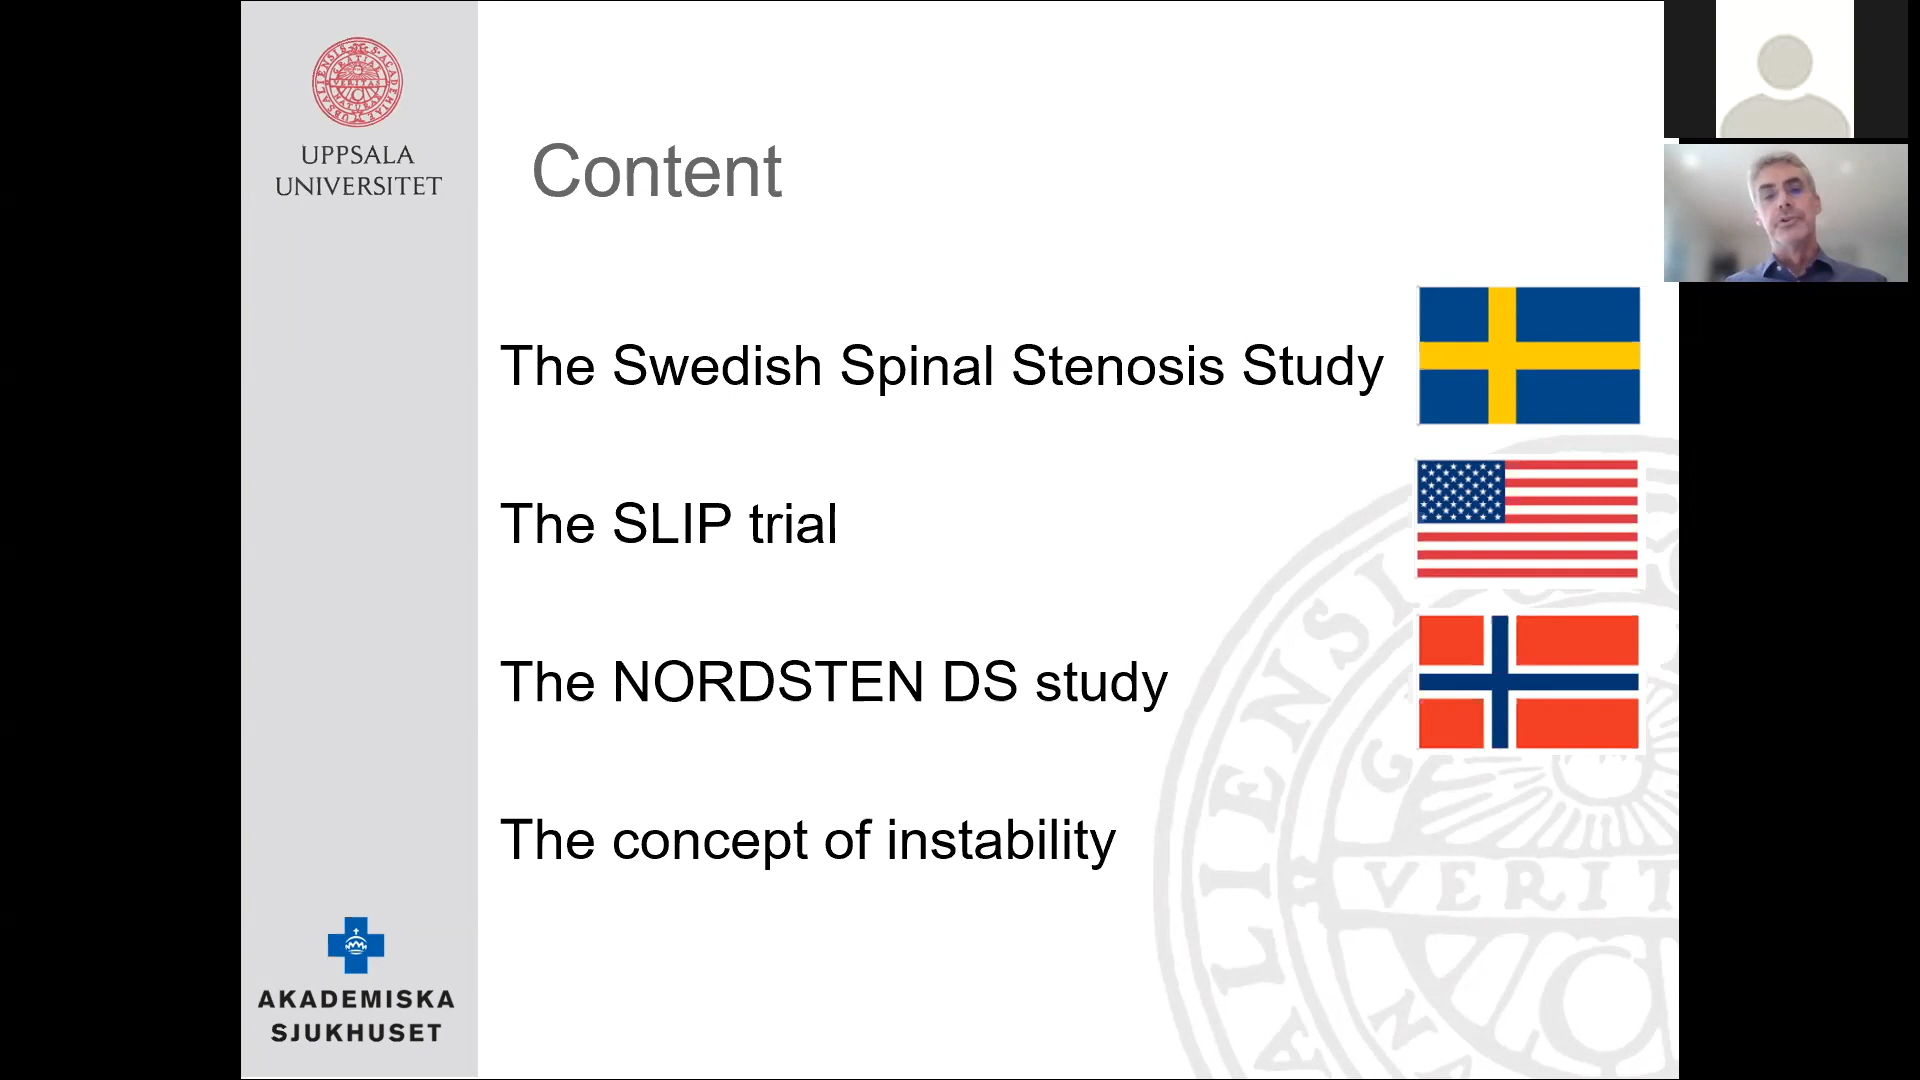 UPPSALA
UNIVERSITET
Content
The Swedish Spinal Stenosis Study
The SLIP trial
The NORDSTEN DS study
The concept of instability
VERIT
AKADEMISKA
SJUKHUSET